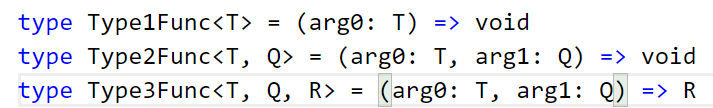 type Type1Func<T> = (arg0: T) => void
type Type2Func<T, Q> = (arg0: T, arg1: Q) => void
type Type3Func<T, Q, R> = (arg0: T, arg1: Q) => R